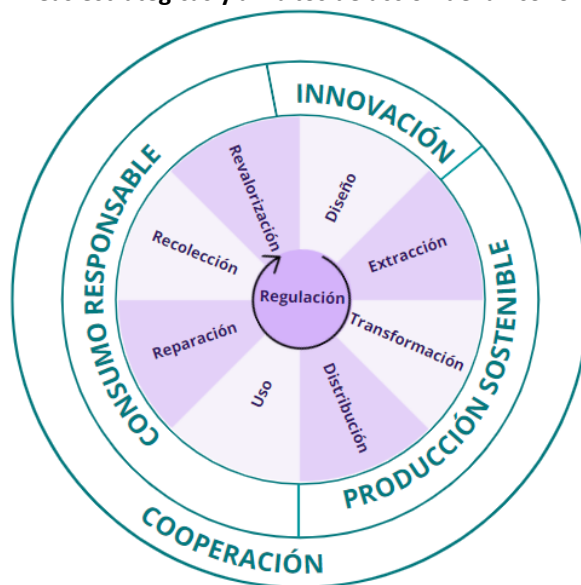 INNOVACIÓN
CONSUMO RESPONSABLE
PRODUCCIÓN SOSTENIBLE
COOPERACIÓN
Diseño
Extracción
Transformación
Distribución
Uso
Reparación
Recolección
Revalorización
Regulación